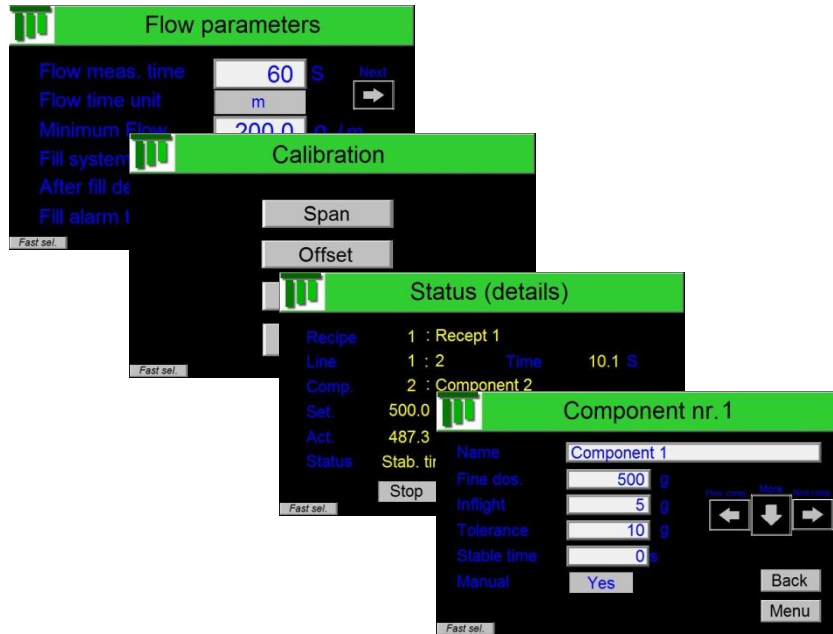 Flow parameters
Flow meas. time 60 S Next
Flow time unit m
Minimum Flow 200.0
Fill system
After fill de
Fill alarm t
Fast sel.
Calibration
Span
Offset
Fast sel.
Status (details)
Recipe 1 : Recept 1
Line 1 : 2 Time 10.1 S
Comp. 2 : Component 2
Set. 500.0
Act. 487.3
Status Stab. tir
Stop
Fast sel.
Component nr. 1
Name Component 1
Fine dos. 500 g
More
Inflight 5 g
Tolerance 10 g
Stable time 0 s
Manual Yes
Back
Menu
Fast sel.